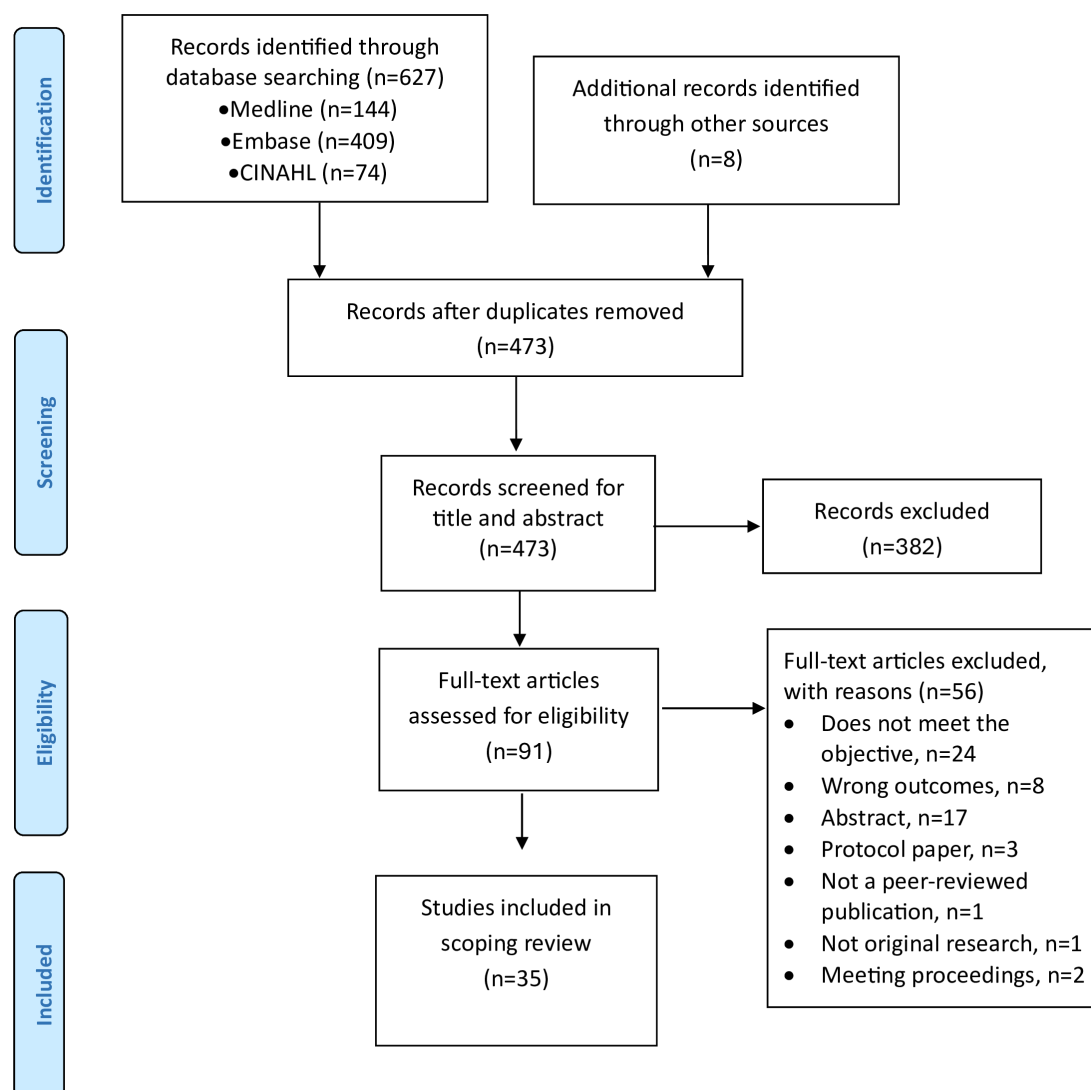 Identification
Records identified through
database searching (n=627)
•Medline (n=144)
•Embase (n=409)
•CINAHL (n=74)
Additional records identified
through other sources
(n=8)
Records after duplicates removed
(n=473)
Screening
Records screened for
title and abstract
(n=473)
Records excluded
(n=382)
Eligibility
Full-text articles
assessed for eligibility
(n=91)
Full-text articles excluded,
with reasons (n=56)
• Does not meet the
objective, n=24
• Wrong outcomes, n=8
• Abstract, n=17
• Protocol paper, n=3
• Not a peer-reviewed
publication, n=1
• Not original research, n=1
• Meeting proceedings, n=2
Included
Studies included in
scoping review
(n=35)